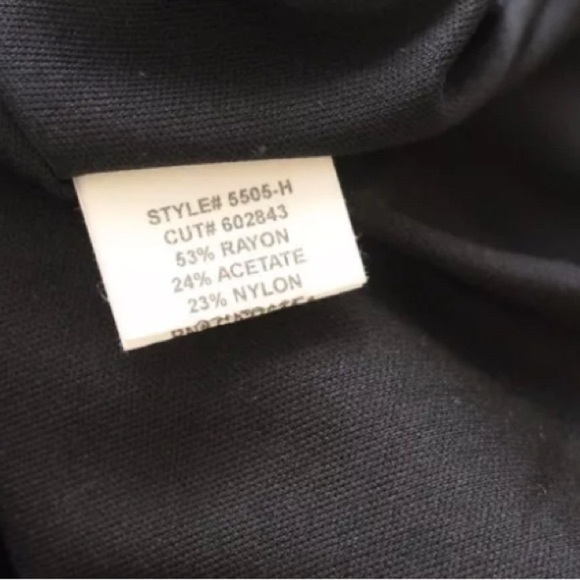 STYLE# 5505-H
CUT# 602843
53% RAYON
24% ACETATE
23% NYLON